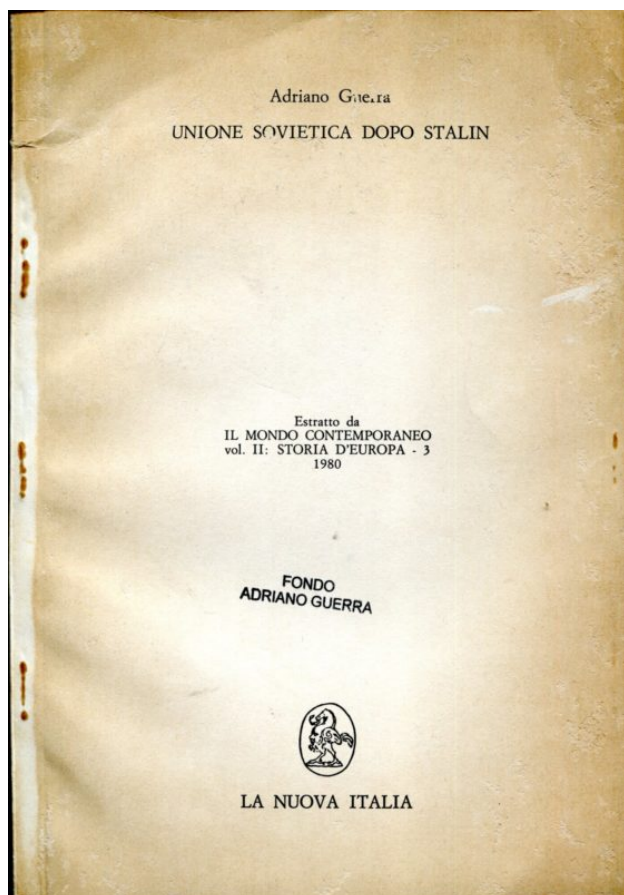 Adriano Guerra
UNIONE SOVIETICA DOPO STALIN
Estratto da
IL MONDO CONTEMPORANEO
vol. II: STORIA D'EUROPA - 3
1980
FONDO
ADRIANO GUERRA
LA NUOVA ITALIA